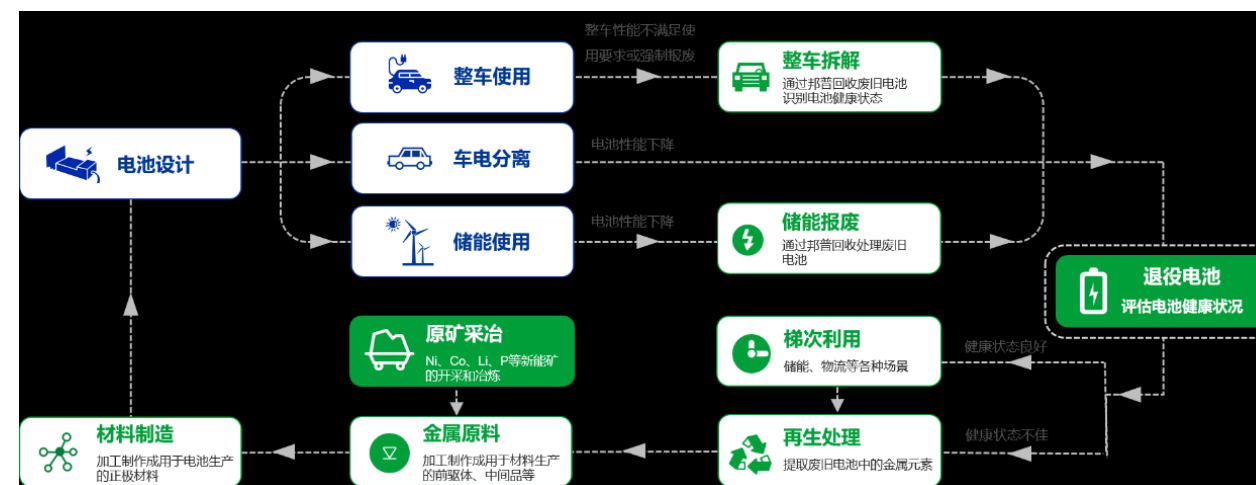 整车性能不满足使
用要求或强制报废
整车使用
整车拆解
通过邦普回收废旧电池
识别电池健康状态
电池设计
车电分离
电池性能下降
储能使用
电池性能下降
储能报废
通过邦普回收处理废旧
电池
退役电池
评估电池健康状况
原矿采冶
Ni、Co、Li、P等新能矿
的开采和冶炼
梯次利用
储能、物流等各种场景
健康状态良好
材料制造
加工制作成用于电池生产
的正极材料
金属原料
加工制作成用于材料生产
的前驱体、中间品等
再生处理
提取废旧电池中的金属元素
健康状态不佳